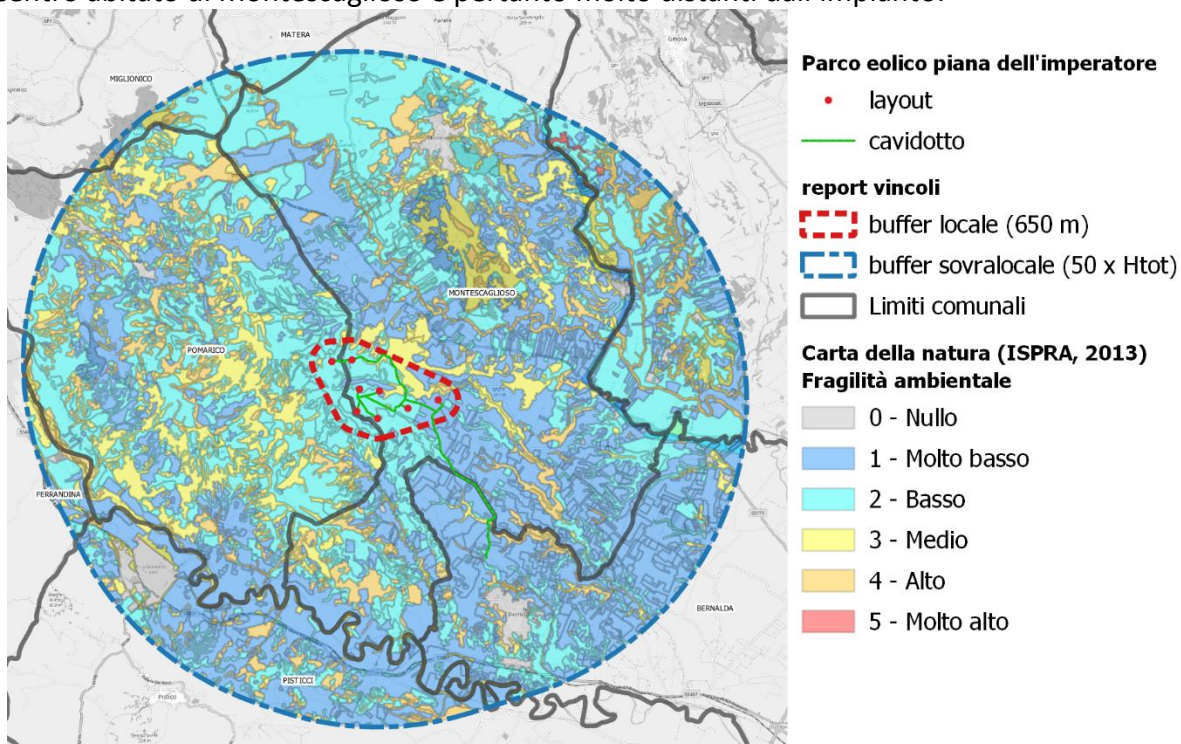 centro abitato di Montescaglioso e pertanto molto distanti dall'impianto.
MATERA
MIGLIONICO
MONTESCAGLIOSO
POMARICO
FERRANDINA
BERNALDA
PISTICCI
Pisticci
Parco eolico piana dell'imperatore
layout
cavidotto
report vincoli
buffer locale (650 m)
buffer sovralocale (50 x Htot)
Limiti comunali
Carta della natura (ISPRA, 2013)
Fragilità ambientale
0 - Nullo
1 - Molto basso
2 - Basso
3 - Medio
4 - Alto
5 - Molto alto